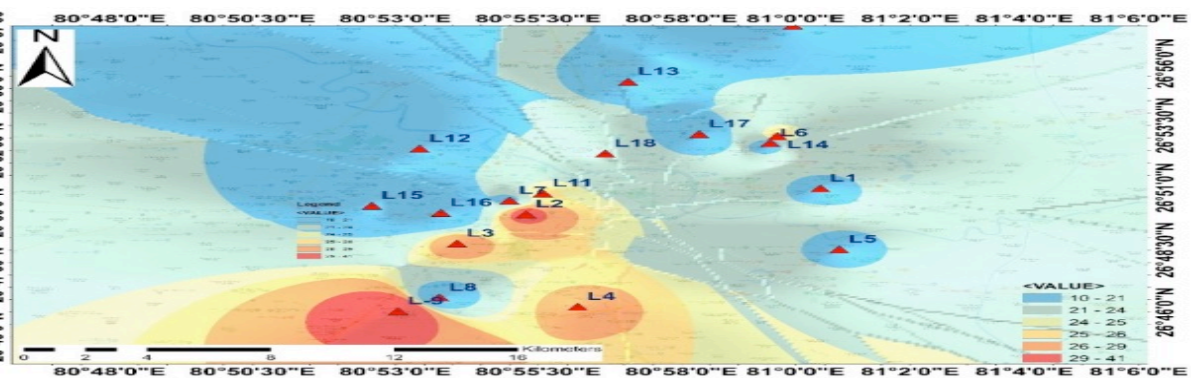 80°48'0"E 80°50'30"E 80°53'0"E 80°55'30"E 80°58'0"E 81°0'0"E 81°2'0"E 81°4'0"E 81°6'0"E
N
26°56'0"N
L13
L17
L6
26°53'30"N
L12
L18
L14
L11
L1
26°51'0"N
L15
L16
L7
L2
Legend
<VALUE>
L3
L5
26°48'30"N
L8
L-9
L4
<VALUE>
10 - 21
21 - 24
26°46'0"N
24 - 25
25 - 26
26 - 29
29 - 41
Kilometers
0 2 4 8 12 16
80°48'0"E 80°50'30"E 80°53'0"E 80°55'30"E 80°58'0"E 81°0'0"E 81°2'0"E 81°4'0"E 81°6'0"E